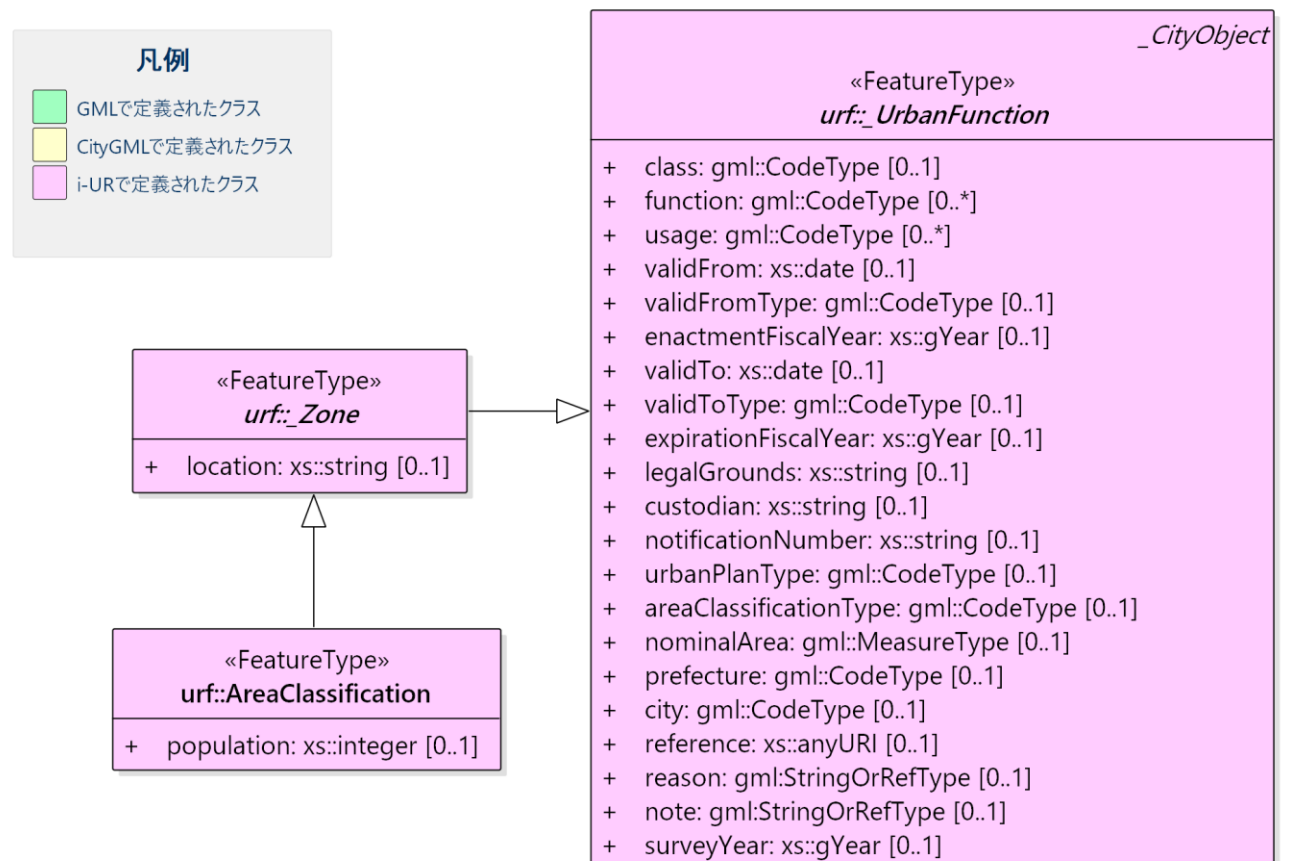 凡例
GMLで定義されたクラス
CityGMLで定義されたクラス
i-URで定義されたクラス
_CityObject
«FeatureType»
urf::_UrbanFunction
+ class: gml::CodeType [0..1]
+ function: gml::CodeType [0..*]
+ usage: gml::CodeType [0..*]
+ validFrom: xs::date [0..1]
+ validFromType: gml::CodeType [0..1]
+ enactmentFiscalYear: xs::gYear [0..1]
+ validTo: xs::date [0..1]
+ validToType: gml::CodeType [0..1]
+ expirationFiscalYear: xs::gYear [0..1]
+ legalGrounds: xs::string [0..1]
+ custodian: xs::string [0..1]
+ notificationNumber: xs::string [0..1]
+ urbanPlanType: gml::CodeType [0..1]
+ areaClassificationType: gml::CodeType [0..1]
+ nominalArea: gml::MeasureType [0..1]
+ prefecture: gml::CodeType [0..1]
+ city: gml::CodeType [0..1]
+ reference: xs::anyURI [0..1]
+ reason: gml:StringOrRefType [0..1]
+ note: gml:StringOrRefType [0..1]
+ surveyYear: xs::gYear [0..1]
«FeatureType»
urf::_Zone
+ location: xs::string [0..1]
«FeatureType»
urf::AreaClassification
+ population: xs::integer [0..1]